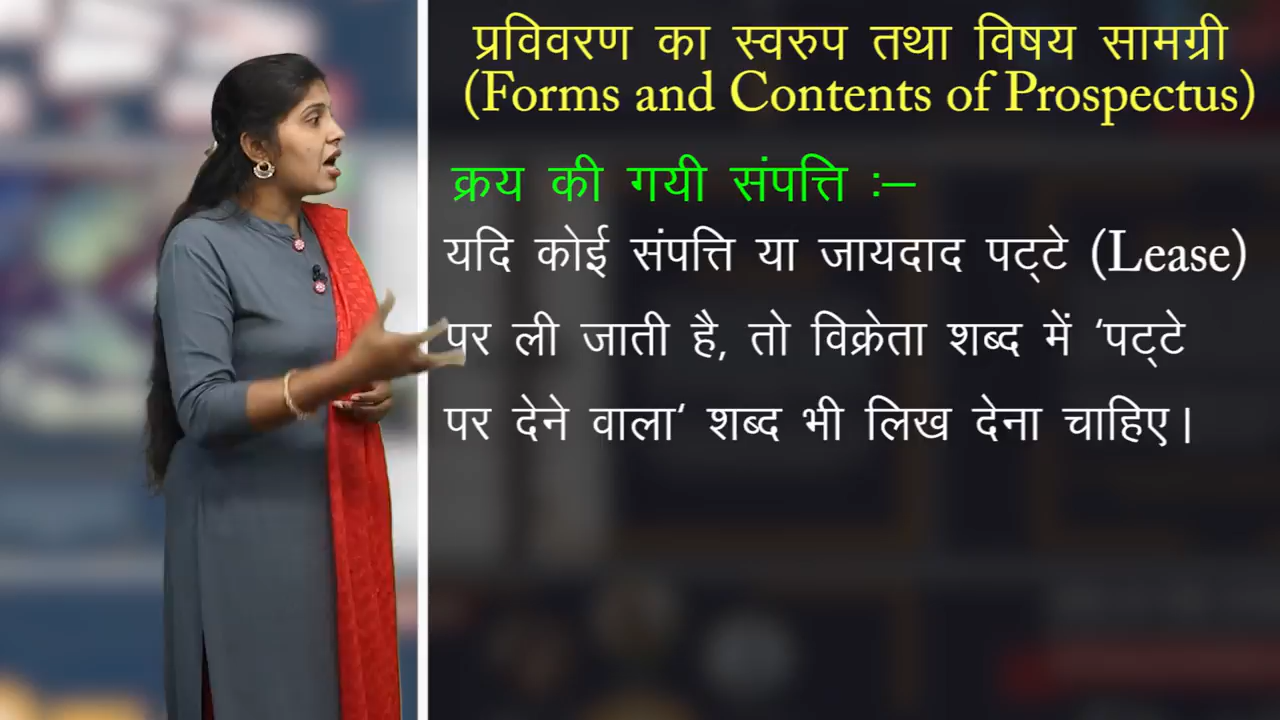 प्रविवरण का स्वरुप तथा विषय सामग्री
(Forms and Contents of Prospectus)
क्रय की गयी संपत्ति :–
यदि कोई संपत्ति या जायदाद पट्टे (Lease)
पर ली जाती है, तो विक्रेता शब्द में ‘पट्टे
पर देने वाला‘ शब्द भी लिख देना चाहिए।